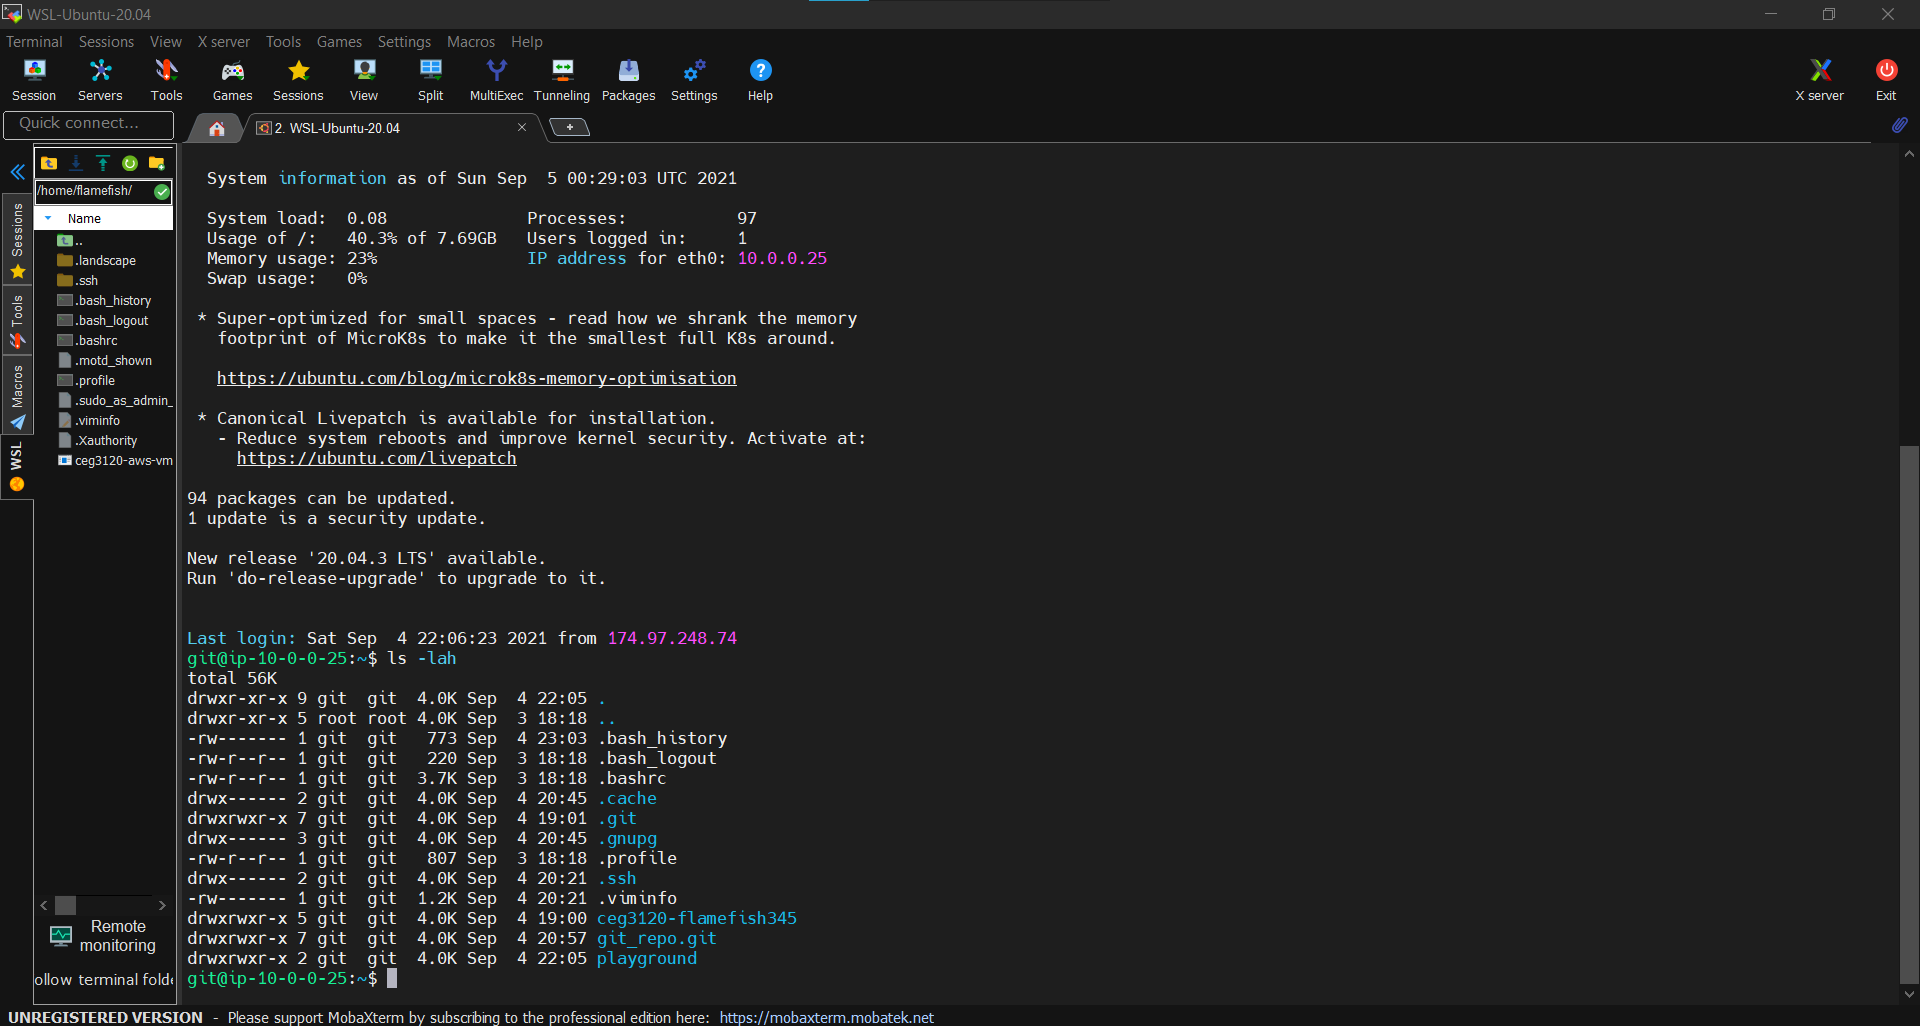 WSL-Ubuntu-20.04
Terminal Sessions View X server Tools Games Settings Macros Help
Session Servers Tools Games Sessions View Split MultiExec Tunneling Packages Settings Help X server Exit
Quick connect...
2. WSL-Ubuntu-20.04
/home/flamefish/
Name
..
.landscape
.ssh
.bash_history
.bash_logout
.bashrc
.motd_shown
.profile
.sudo_as_admin_
.viminfo
.Xauthority
ceg3120-aws-vm
Sessions
Tools
Macros
WSL
Remote
monitoring
ollow terminal folde
System information as of Sun Sep  5 00:29:03 UTC 2021
System load:  0.08              Processes:           97
Usage of /:   40.3% of 7.69GB   Users logged in:     1
Memory usage: 23%               IP address for eth0: 10.0.0.25
Swap usage:   0%
* Super-optimized for small spaces - read how we shrank the memory
footprint of MicroK8s to make it the smallest full K8s around.
https://ubuntu.com/blog/microk8s-memory-optimisation
* Canonical Livepatch is available for installation.
- Reduce system reboots and improve kernel security. Activate at:
https://ubuntu.com/livepatch
94 packages can be updated.
1 update is a security update.
New release '20.04.3 LTS' available.
Run 'do-release-upgrade' to upgrade to it.
Last login: Sat Sep  4 22:06:23 2021 from 174.97.248.74
git@ip-10-0-0-25:~$ ls -lah
total 56K
drwxr-xr-x 9 git  git  4.0K Sep  4 22:05 .
drwxr-xr-x 5 root root 4.0K Sep  3 18:18 ..
-rw------- 1 git  git   773 Sep  4 23:03 .bash_history
-rw-r--r-- 1 git  git   220 Sep  3 18:18 .bash_logout
-rw-r--r-- 1 git  git  3.7K Sep  3 18:18 .bashrc
drwx------ 2 git  git  4.0K Sep  4 20:45 .cache
drwxrwxr-x 7 git  git  4.0K Sep  4 19:01 .git
drwx------ 3 git  git  4.0K Sep  4 20:45 .gnupg
-rw-r--r-- 1 git  git   807 Sep  3 18:18 .profile
drwx------ 2 git  git  4.0K Sep  4 20:21 .ssh
-rw------- 1 git  git  1.2K Sep  4 20:21 .viminfo
drwxrwxr-x 5 git  git  4.0K Sep  4 19:00 ceg3120-flamefish345
drwxrwxr-x 7 git  git  4.0K Sep  4 20:57 git_repo.git
drwxrwxr-x 2 git  git  4.0K Sep  4 22:05 playground
git@ip-10-0-0-25:~$
UNREGISTERED VERSION  -  Please support MobaXterm by subscribing to the professional edition here:  https://mobaxterm.mobatek.net